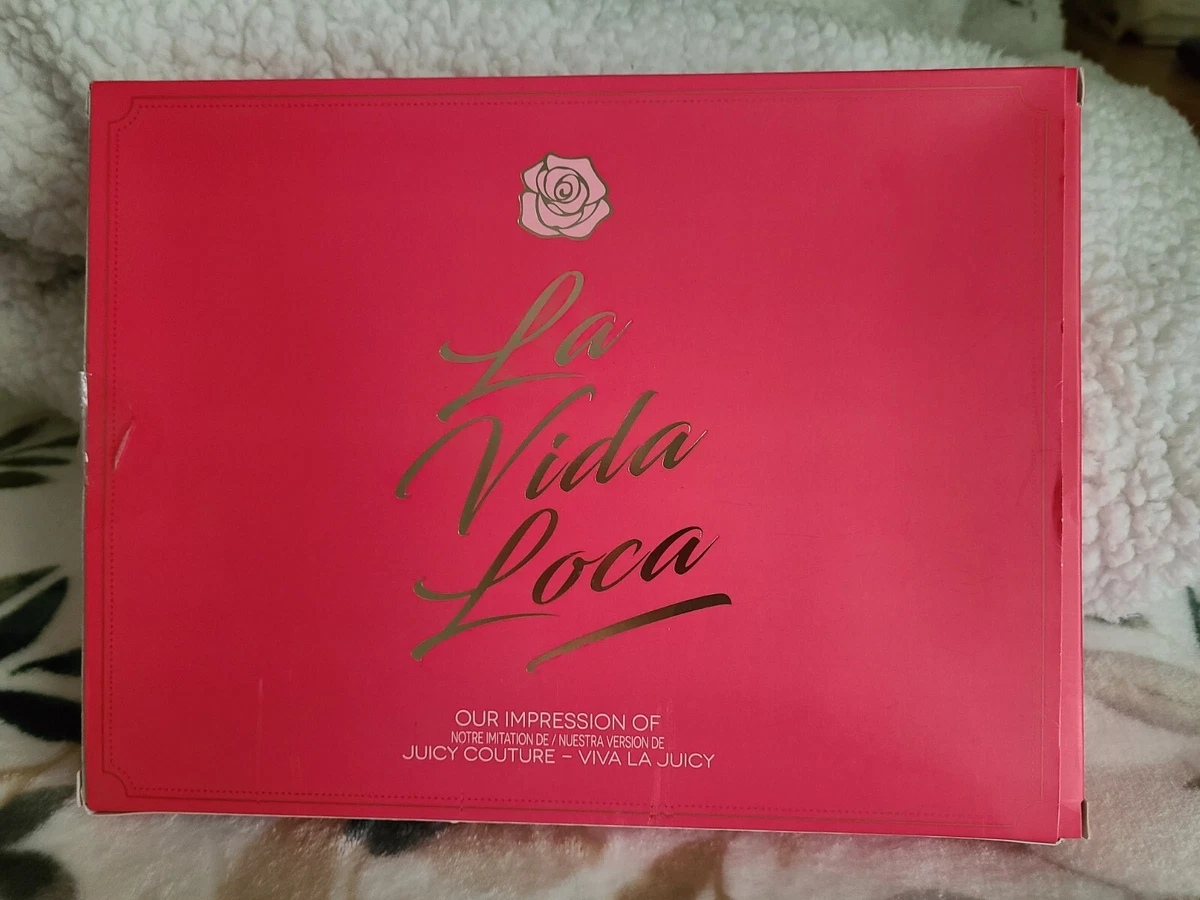 La
Vida
Loca
OUR IMPRESSION OF
NOTRE IMITATION DE / NUESTRA VERSION DE
JUICY COUTURE – VIVA LA JUICY